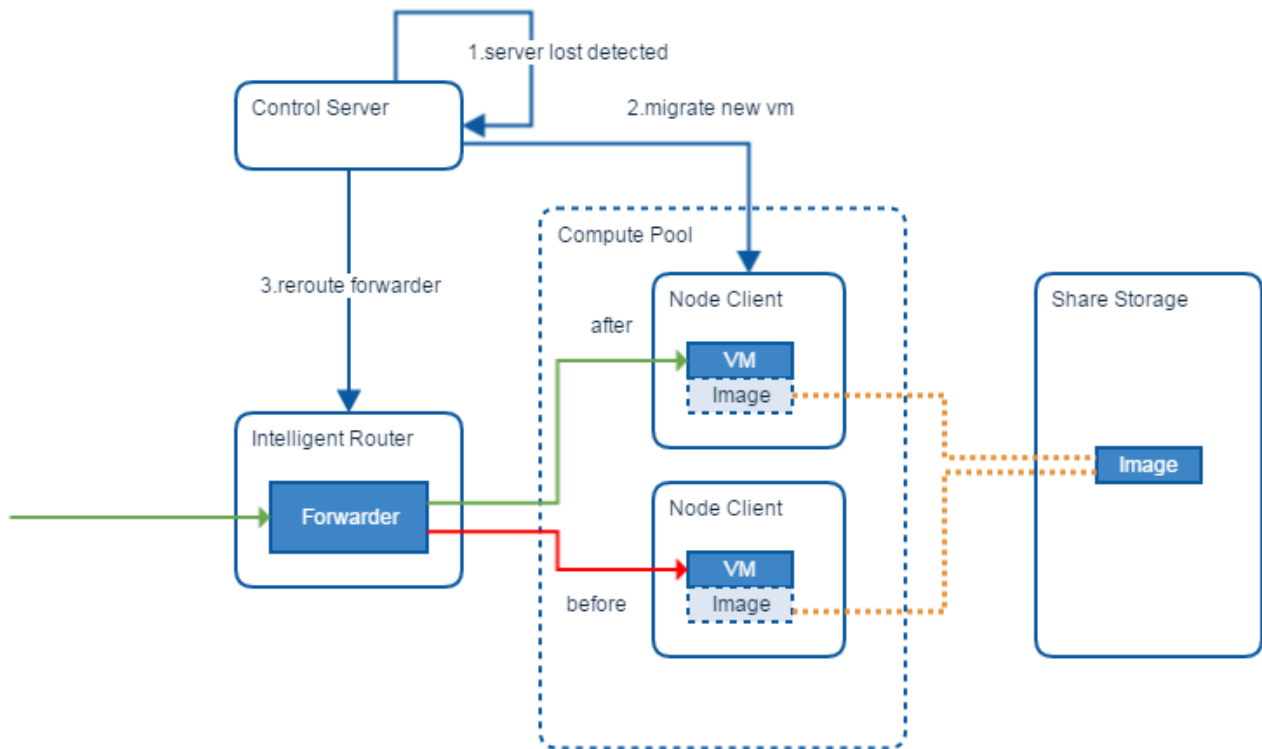 1.server lost detected
Control Server
2.migrate new vm
Compute Pool
3.reroute forwarder
Node Client
Share Storage
after
VM
Image
Intelligent Router
Image
Forwarder
Node Client
VM
Image
before